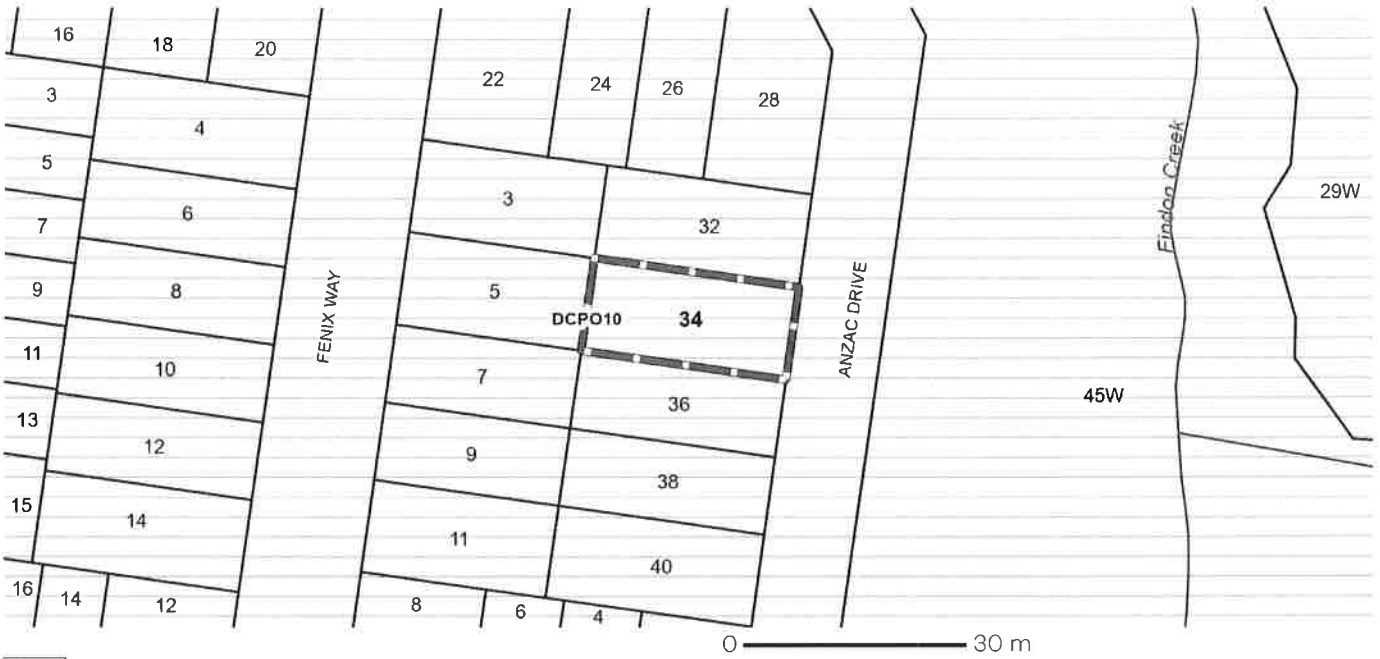 16 18 20 22 24 26 28
3 4
5 6 3 32 Findon Creek 29W
7 8 5 DCPO10 34
9 FENIX WAY ANZAC DRIVE
11 10 7 36 45W
13 12 9 38
15 14 11 40
16 14 12 8 6 4
0 30 m